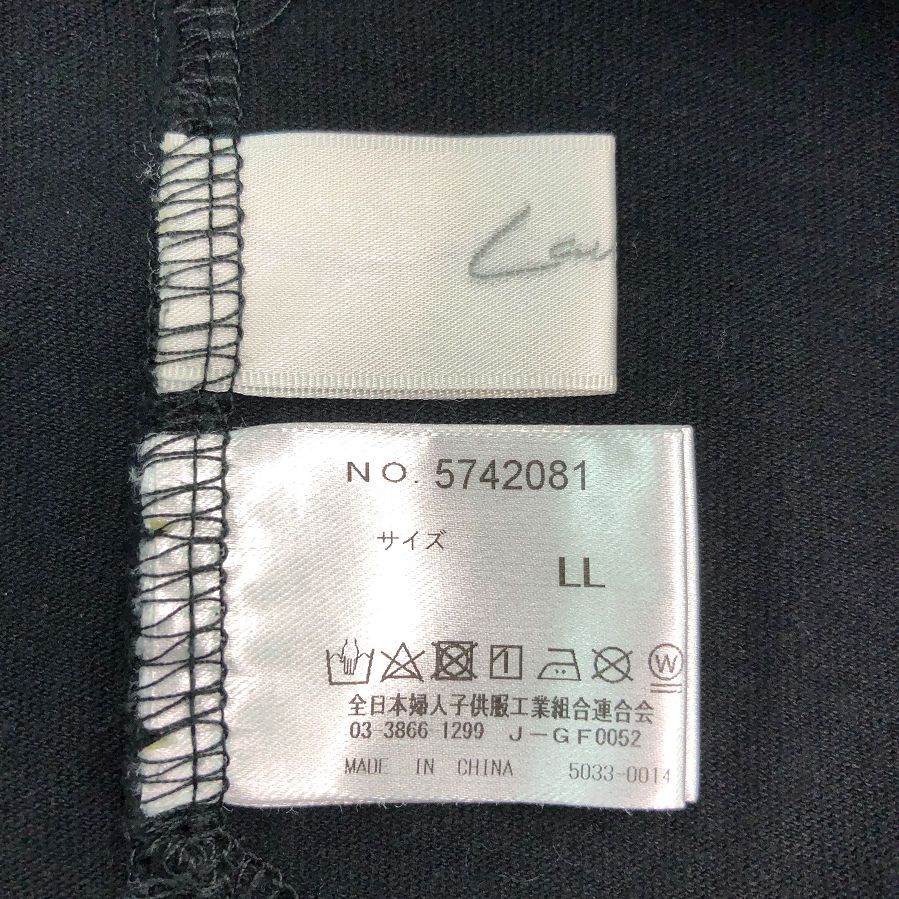 NO. 5742081
サイズ
LL
W
全日本婦人子供服工業組合連合会
03 3866 1299 J-GF0052
MADE IN CHINA 5033-0014